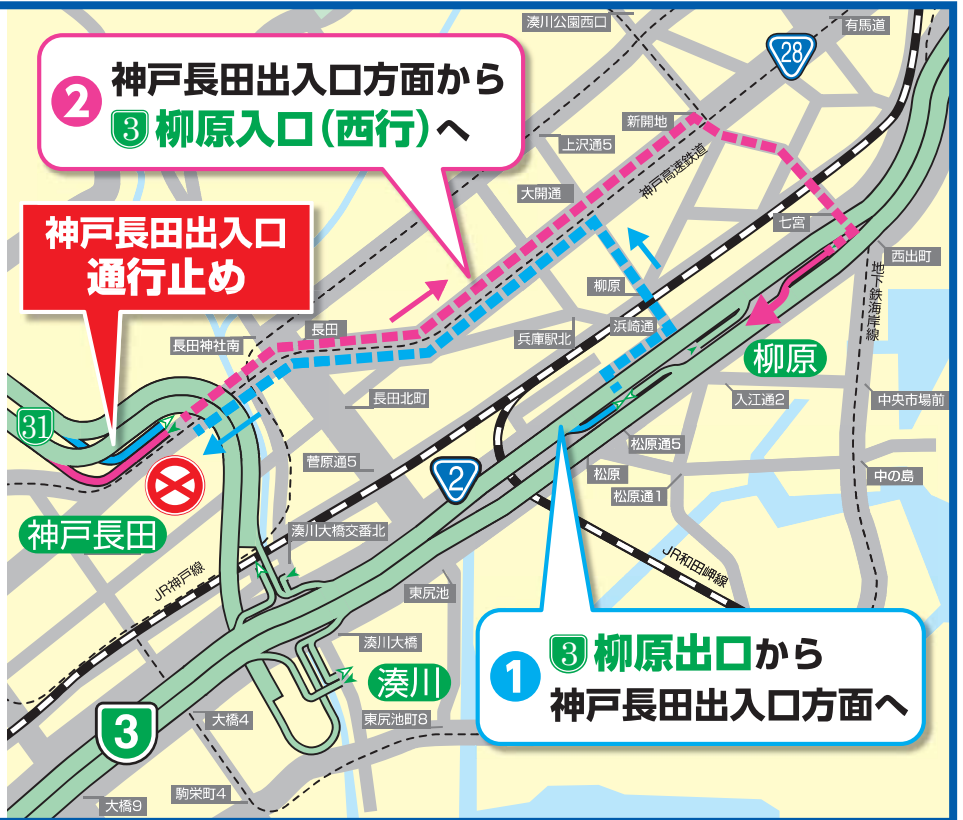 湊川公園西口
有馬道
28
2 神戸長田出入口方面から
3 柳原入口(西行)へ
新開地
上沢通5
神戸高速鉄道
大開通
神戸長田出入口
通行止め
七宮
西出町
地下鉄海岸線
柳原
浜崎通
兵庫駅北
長田
長田神社南
柳原
長田北町
入江通2
中央市場前
31
松原通5
菅原通5
2
松原
中の島
松原通1
神戸長田
湊川大橋交番北
JR神戸線
JR和田岬線
東尻池
湊川大橋
湊川
1 3 柳原出口から
神戸長田出入口方面へ
3
大橋4
東尻池町8
駒栄町4
大橋9